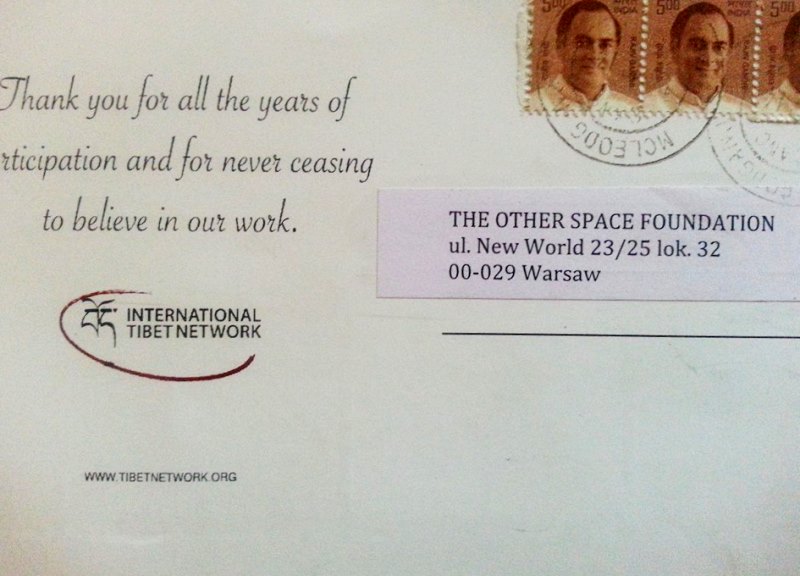 Thank you for all the years of
rticipation and for never ceasing
to believe in our work.
INTERNATIONAL
TIBET NETWORK
WWW.TIBETNETWORK.ORG
5.00
INDIA
5.00
INDIA
5.00
MCLEODG
THE OTHER SPACE FOUNDATION
ul. New World 23/25 lok. 32
00-029 Warsaw